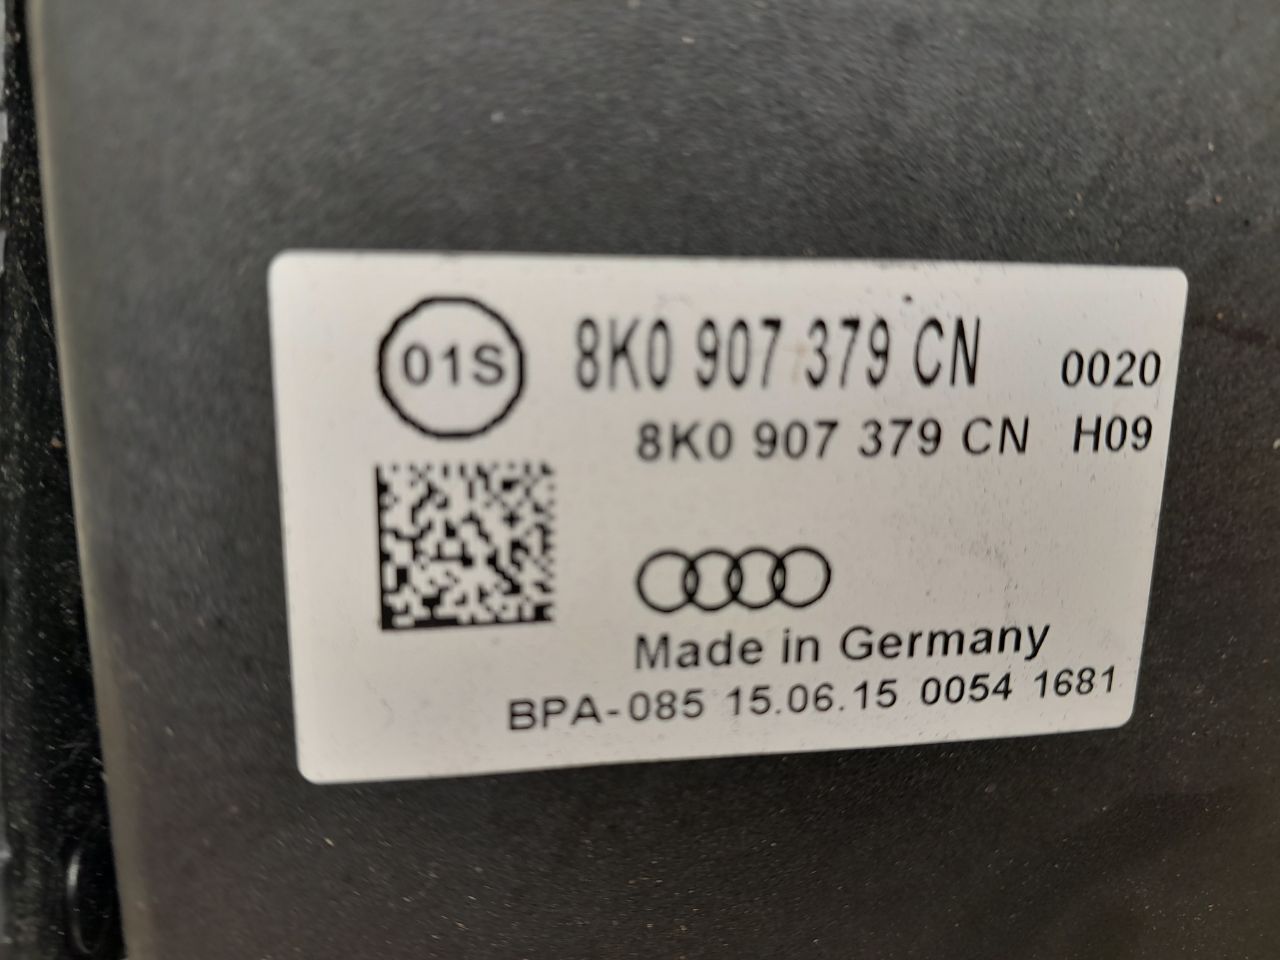 01S
8K0 907 379 CN 0020
8K0 907 379 CN H09
Made in Germany
BPA-085 15.06.15 0054 1681